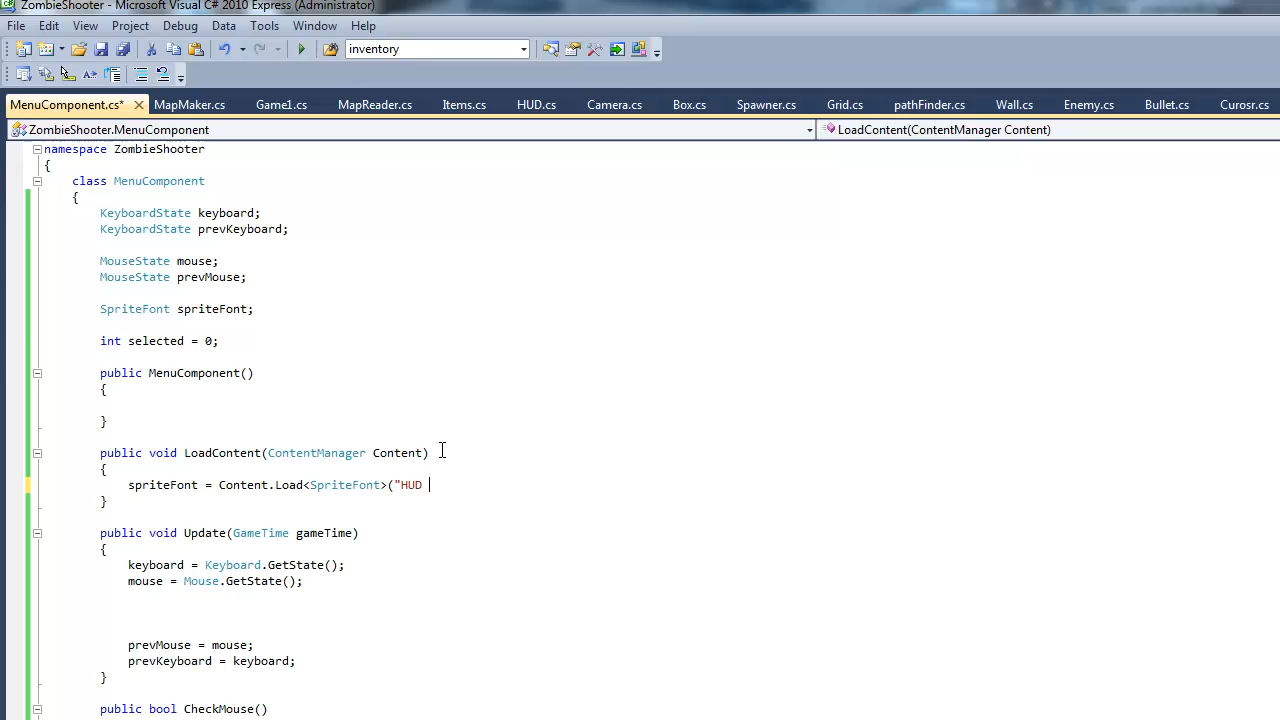 ZombieShooter - Microsoft Visual C# 2010 Express (Administrator)
File Edit View Project Debug Data Tools Window Help
inventory
MenuComponent.cs* MapMaker.cs Game1.cs MapReader.cs Items.cs HUD.cs Camera.cs Box.cs Spawner.cs Grid.cs pathFinder.cs Wall.cs Enemy.cs Bullet.cs Curosr.cs
ZombieShooter.MenuComponent LoadContent(ContentManager Content)
namespace ZombieShooter
{
class MenuComponent
{
KeyboardState keyboard;
KeyboardState prevKeyboard;
MouseState mouse;
MouseState prevMouse;
SpriteFont spriteFont;
int selected = 0;
public MenuComponent()
{
}
public void LoadContent(ContentManager Content)
{
spriteFont = Content.Load<SpriteFont>("HUD
}
public void Update(GameTime gameTime)
{
keyboard = Keyboard.GetState();
mouse = Mouse.GetState();
prevMouse = mouse;
prevKeyboard = keyboard;
}
public bool CheckMouse()